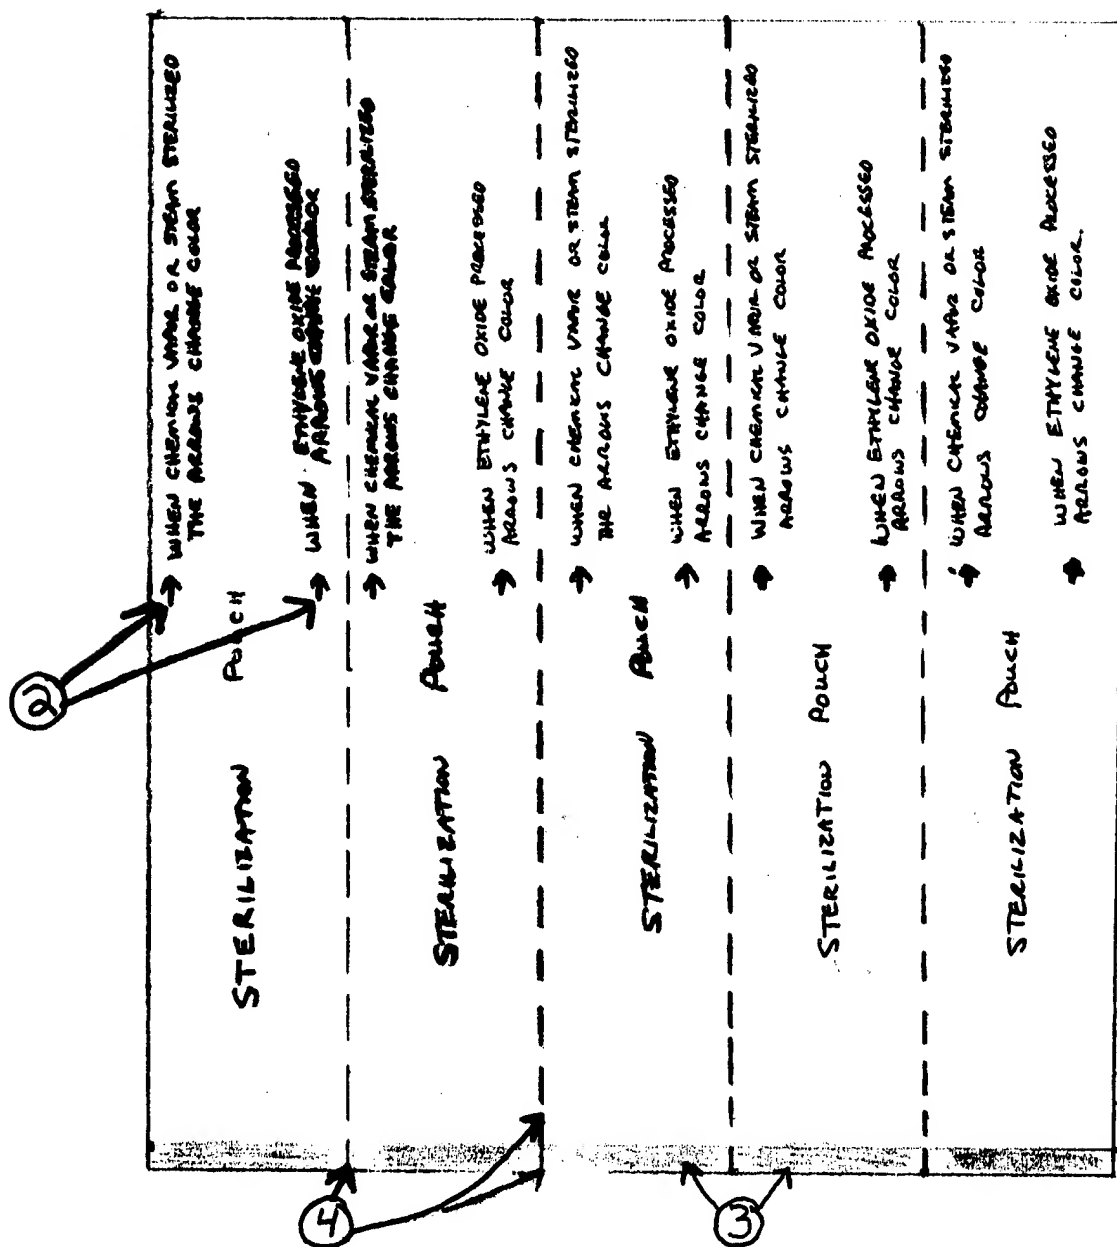 2
STERILIZATION POUCH
→ WHEN CHEMICAL VAPOR OR STEAM STERILIZED
THE ARROWS CHANGE COLOR
→ WHEN ETHYLENE OXIDE PROCESSED
ARROWS CHANGE COLOR
STERILIZATION POUCH
→ WHEN CHEMICAL VAPOR OR STEAM STERILIZED
THE ARROWS CHANGE COLOR
→ WHEN ETHYLENE OXIDE PROCESSED
ARROWS CHANGE COLOR
STERILIZATION POUCH
→ WHEN CHEMICAL VAPOR OR STEAM STERILIZED
THE ARROWS CHANGE COLOR
→ WHEN ETHYLENE OXIDE PROCESSED
ARROWS CHANGE COLOR
STERILIZATION POUCH
→ WHEN CHEMICAL VAPOR OR STEAM STERILIZED
ARROWS CHANGE COLOR
→ WHEN ETHYLENE OXIDE PROCESSED
ARROWS CHANGE COLOR
STERILIZATION POUCH
→ WHEN CHEMICAL VAPOR OR STEAM STERILIZED
ARROWS CHANGE COLOR
→ WHEN ETHYLENE OXIDE PROCESSED
ARROWS CHANGE COLOR.
4
3